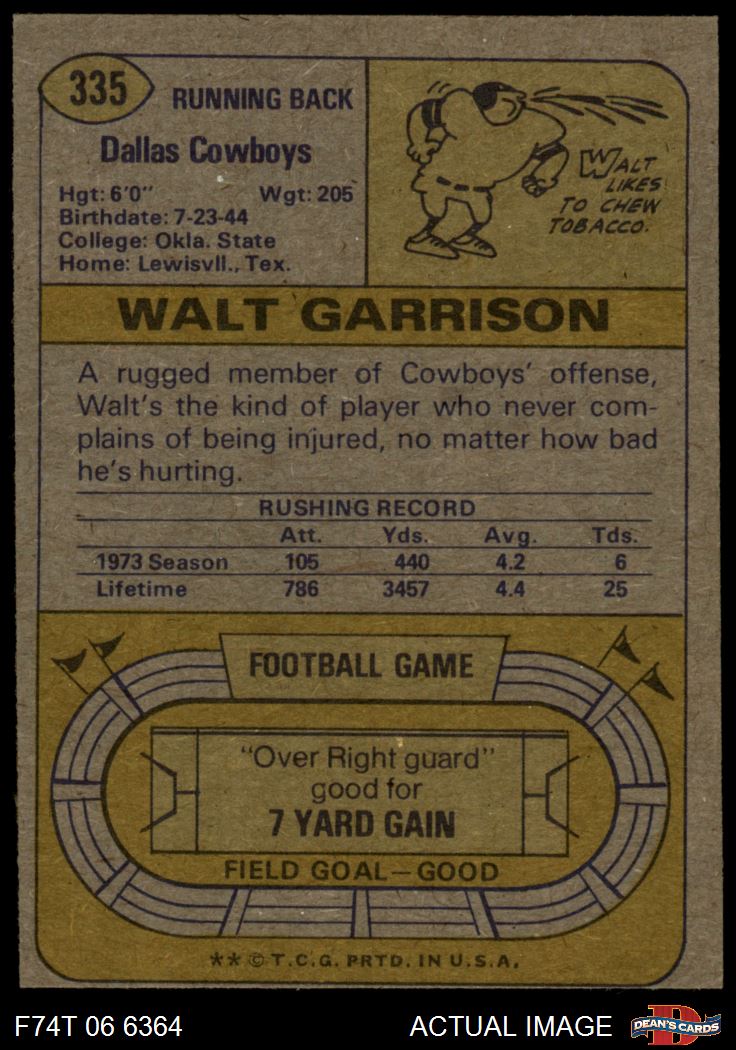 335
RUNNING BACK
Dallas Cowboys
Hgt: 6'0" Wgt: 205
Birthdate: 7-23-44
College: Okla. State
Home: Lewisvll., Tex.
WALT
LIKES
TO CHEW
TOBACCO.
WALT GARRISON
A rugged member of Cowboys' offense,
Walt's the kind of player who never com-
plains of being injured, no matter how bad
he's hurting.
RUSHING RECORD
Att. Yds. Avg. Tds.
1973 Season 105 440 4.2 6
Lifetime 786 3457 4.4 25
FOOTBALL GAME
"Over Right guard"
good for
7 YARD GAIN
FIELD GOAL—GOOD
** © T.C.G. PRTD. IN U.S.A.
F74T 06 6364 ACTUAL IMAGE
DEAN'S CARDS